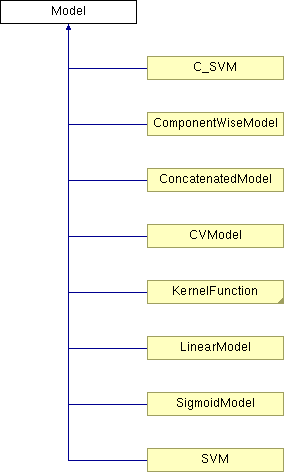 Model
C_SVM
ComponentWiseModel
ConcatenatedModel
CVModel
KernelFunction
LinearModel
SigmoidModel
SVM